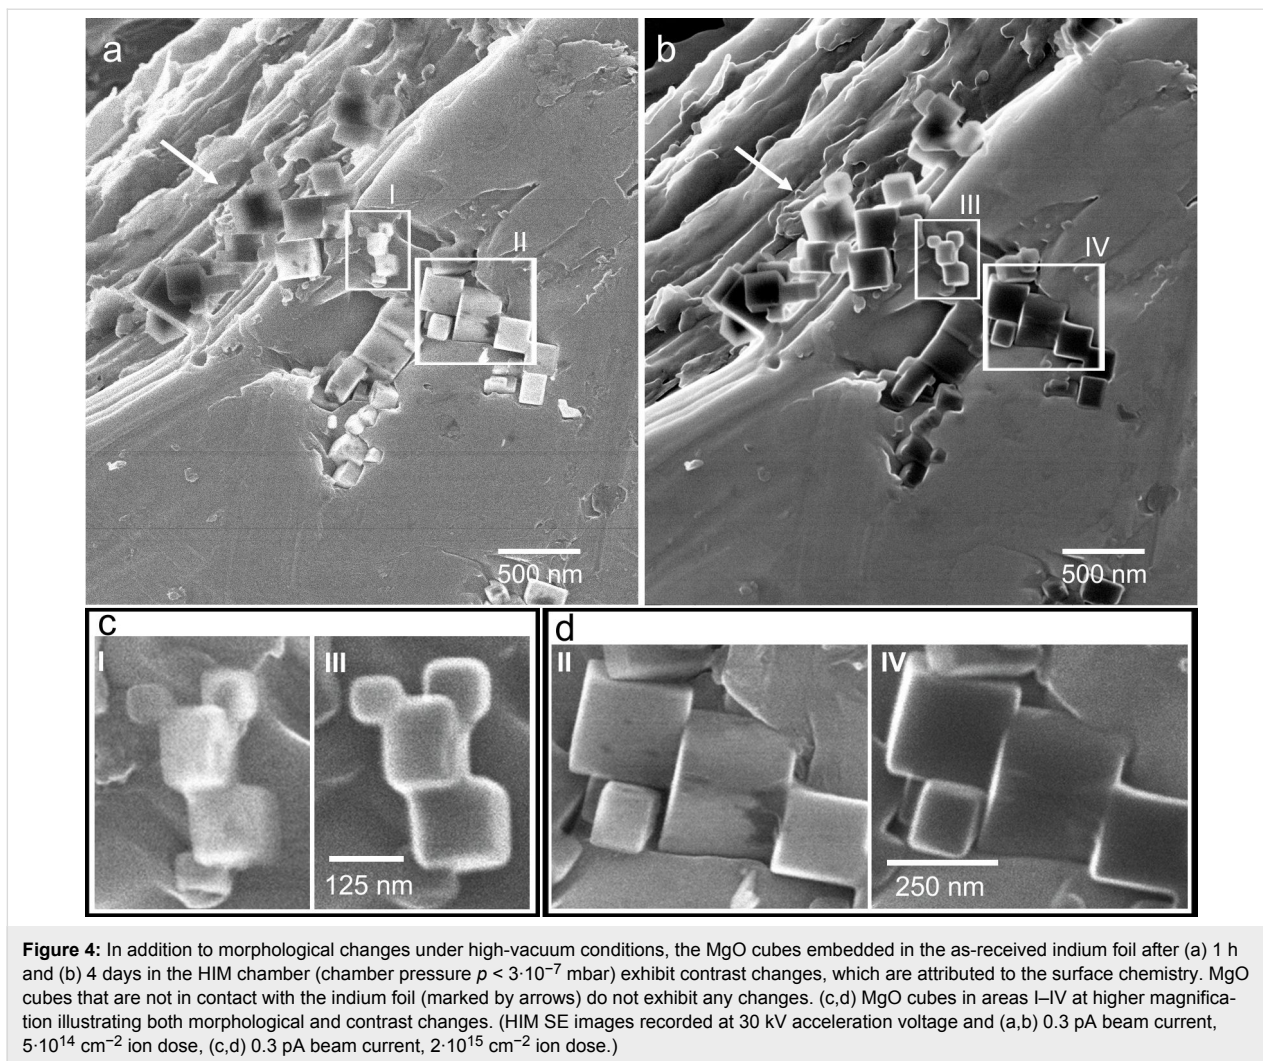 a
b
I
II
III
IV
500 nm
500 nm
c
d
I
III
II
IV
125 nm
250 nm
Figure 4: In addition to morphological changes under high-vacuum conditions, the MgO cubes embedded in the as-received indium foil after (a) 1 h
and (b) 4 days in the HIM chamber (chamber pressure p < 3·10⁻⁷ mbar) exhibit contrast changes, which are attributed to the surface chemistry. MgO
cubes that are not in contact with the indium foil (marked by arrows) do not exhibit any changes. (c,d) MgO cubes in areas I–IV at higher magnifica-
tion illustrating both morphological and contrast changes. (HIM SE images recorded at 30 kV acceleration voltage and (a,b) 0.3 pA beam current,
5·10¹⁴ cm⁻² ion dose, (c,d) 0.3 pA beam current, 2·10¹⁵ cm⁻² ion dose.)